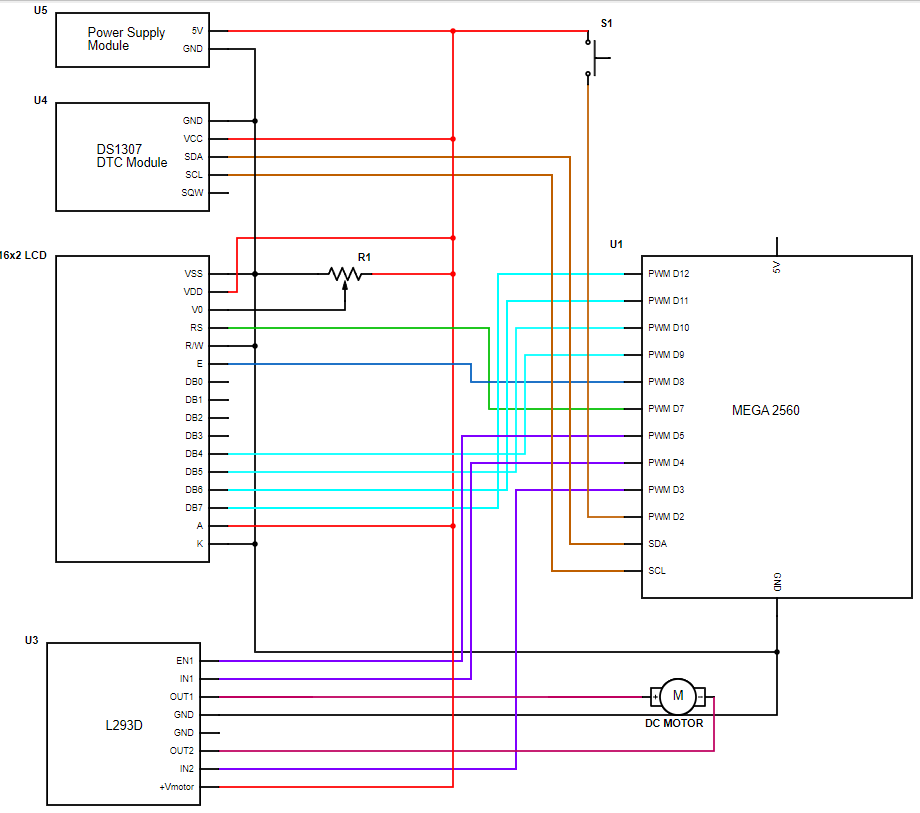 U5
Power Supply
Module
5V
GND
S1
U4
DS1307
DTC Module
GND
VCC
SDA
SCL
SQW
16x2 LCD
R1
VSS
VDD
V0
RS
R/W
E
DB0
DB1
DB2
DB3
DB4
DB5
DB6
DB7
A
K
U1
5V
PWM D12
PWM D11
PWM D10
PWM D9
PWM D8
PWM D7
PWM D5
PWM D4
PWM D3
PWM D2
SDA
SCL
MEGA 2560
GND
U3
L293D
EN1
IN1
OUT1
GND
GND
OUT2
IN2
+Vmotor
+ M -
DC MOTOR